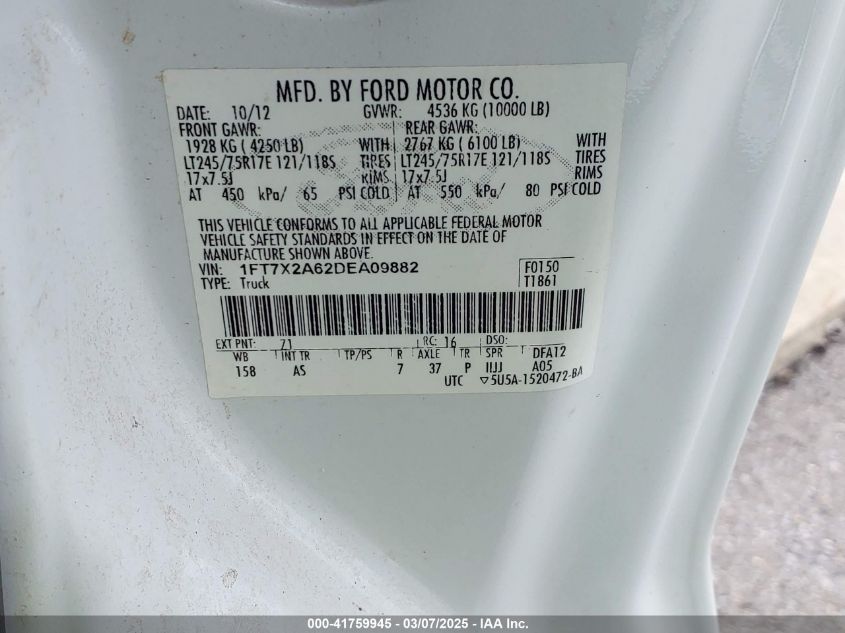 MFD. BY FORD MOTOR CO.
DATE: 10/12 GVWR: 4536 KG (10000 LB)
FRONT GAWR: REAR GAWR:
1928 KG ( 4250 LB) WITH 2767 KG ( 6100 LB) WITH
LT245/75R17E 121/118S TIRES LT245/75R17E 121/118S TIRES
17x7.5J RIMS 17x7.5J RIMS
AT 450 kPa/ 65 PSI COLD AT 550 kPa/ 80 PSI COLD
THIS VEHICLE CONFORMS TO ALL APPLICABLE FEDERAL MOTOR
VEHICLE SAFETY STANDARDS IN EFFECT ON THE DATE OF
MANUFACTURE SHOWN ABOVE.
VIN: 1FT7X2A62DEA09882 F0150
TYPE: Truck T1861
EXT PNT: Z1 RC: 16 DSO:
WB INT TR TP/PS R AXLE TR SPR DFA12
158 AS 7 37 P IIJJ A05
UTC ▽5U5A-1520472-BA
000-41759945 - 03/07/2025 - IAA Inc.